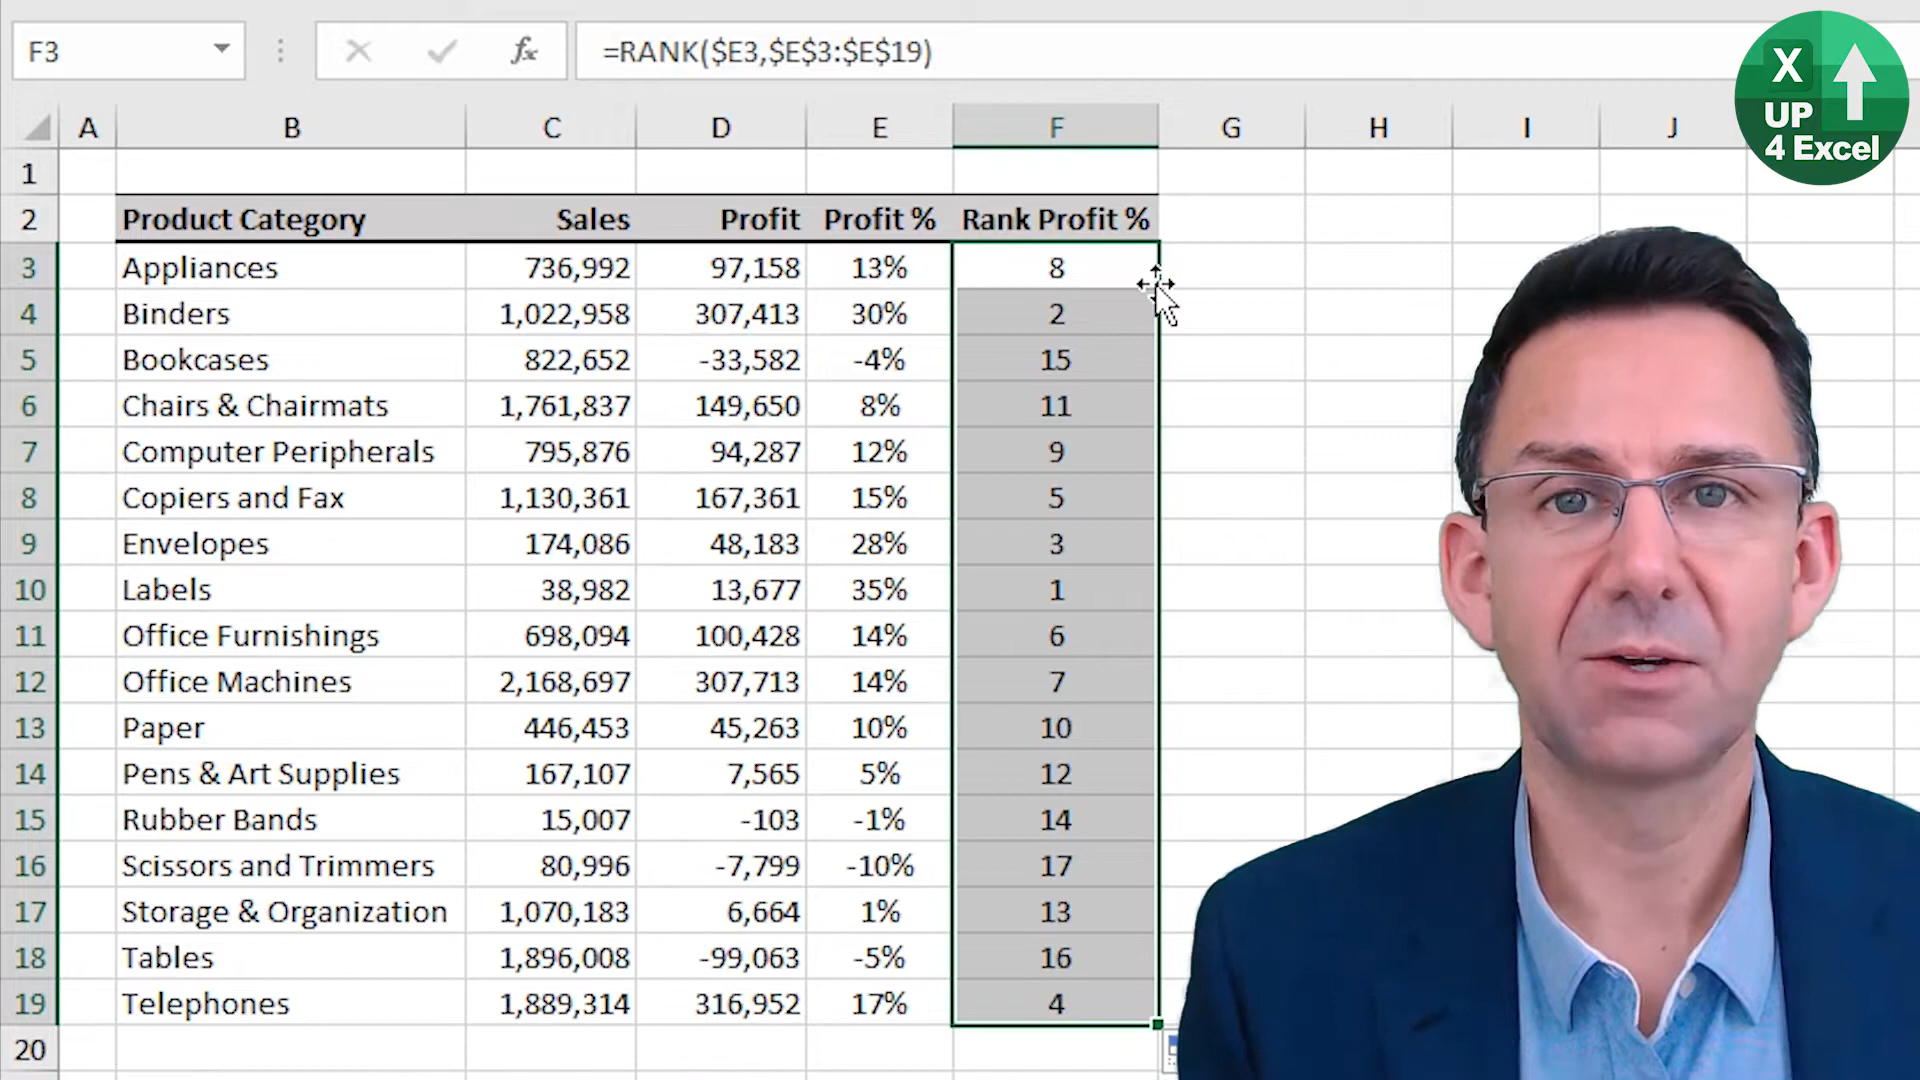 F3 fx =RANK($E3,$E$3:$E$19)
X UP 4 Excel
A B C D E F G H I J
1
2 Product Category Sales Profit Profit % Rank Profit %
3 Appliances 736,992 97,158 13% 8
4 Binders 1,022,958 307,413 30% 2
5 Bookcases 822,652 -33,582 -4% 15
6 Chairs & Chairmats 1,761,837 149,650 8% 11
7 Computer Peripherals 795,876 94,287 12% 9
8 Copiers and Fax 1,130,361 167,361 15% 5
9 Envelopes 174,086 48,183 28% 3
10 Labels 38,982 13,677 35% 1
11 Office Furnishings 698,094 100,428 14% 6
12 Office Machines 2,168,697 307,713 14% 7
13 Paper 446,453 45,263 10% 10
14 Pens & Art Supplies 167,107 7,565 5% 12
15 Rubber Bands 15,007 -103 -1% 14
16 Scissors and Trimmers 80,996 -7,799 -10% 17
17 Storage & Organization 1,070,183 6,664 1% 13
18 Tables 1,896,008 -99,063 -5% 16
19 Telephones 1,889,314 316,952 17% 4
20